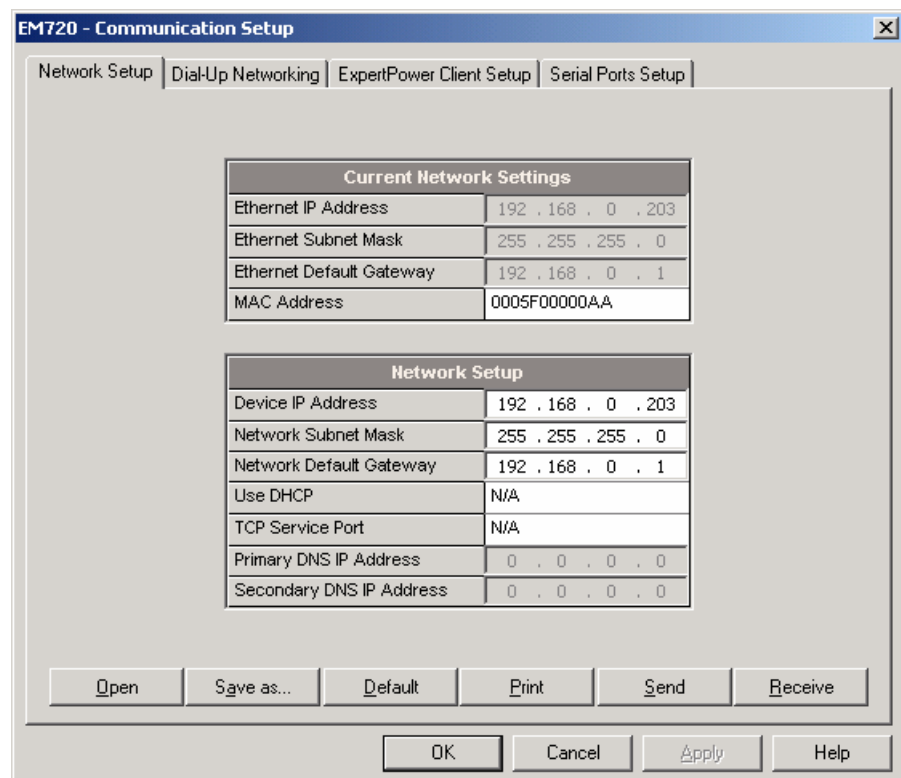 EM720 - Communication Setup
Network Setup Dial-Up Networking ExpertPower Client Setup Serial Ports Setup
Current Network Settings
Ethernet IP Address 192 . 168 . 0 . 203
Ethernet Subnet Mask 255 . 255 . 255 . 0
Ethernet Default Gateway 192 . 168 . 0 . 1
MAC Address 0005F00000AA
Network Setup
Device IP Address 192 . 168 . 0 . 203
Network Subnet Mask 255 . 255 . 255 . 0
Network Default Gateway 192 . 168 . 0 . 1
Use DHCP N/A
TCP Service Port N/A
Primary DNS IP Address 0 . 0 . 0 . 0
Secondary DNS IP Address 0 . 0 . 0 . 0
Open Save as... Default Print Send Receive
OK Cancel Apply Help